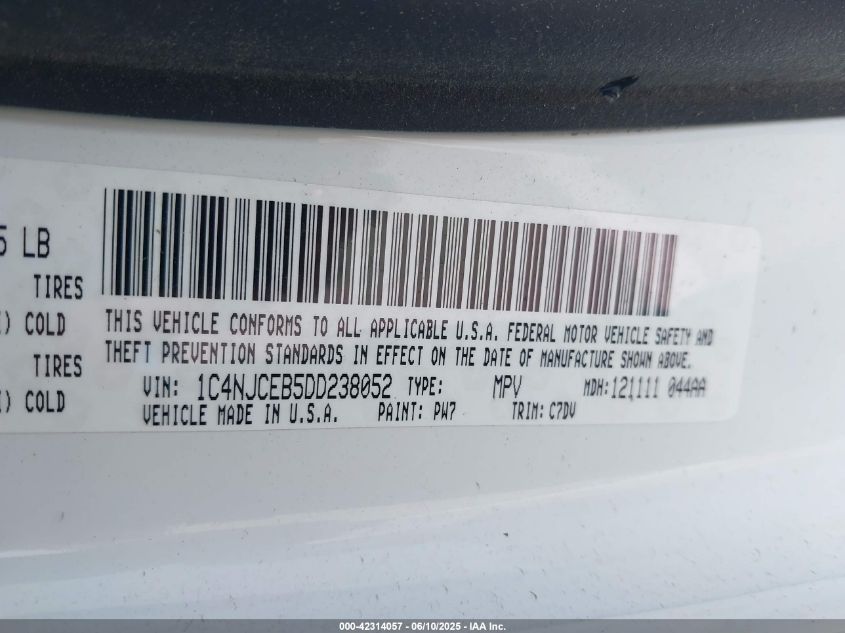 5 LB
TIRES
) COLD
TIRES
) COLD
THIS VEHICLE CONFORMS TO ALL APPLICABLE U.S.A. FEDERAL MOTOR VEHICLE SAFETY AND
THEFT PREVENTION STANDARDS IN EFFECT ON THE DATE OF MANUFACTURE SHOWN ABOVE.
VIN: 1C4NJCEB5DD238052 TYPE: MPV MDH:121111 044AA
VEHICLE MADE IN U.S.A. PAINT: PW7 TRIM: C7DV
000-42314057 - 06/10/2025 - IAA Inc.